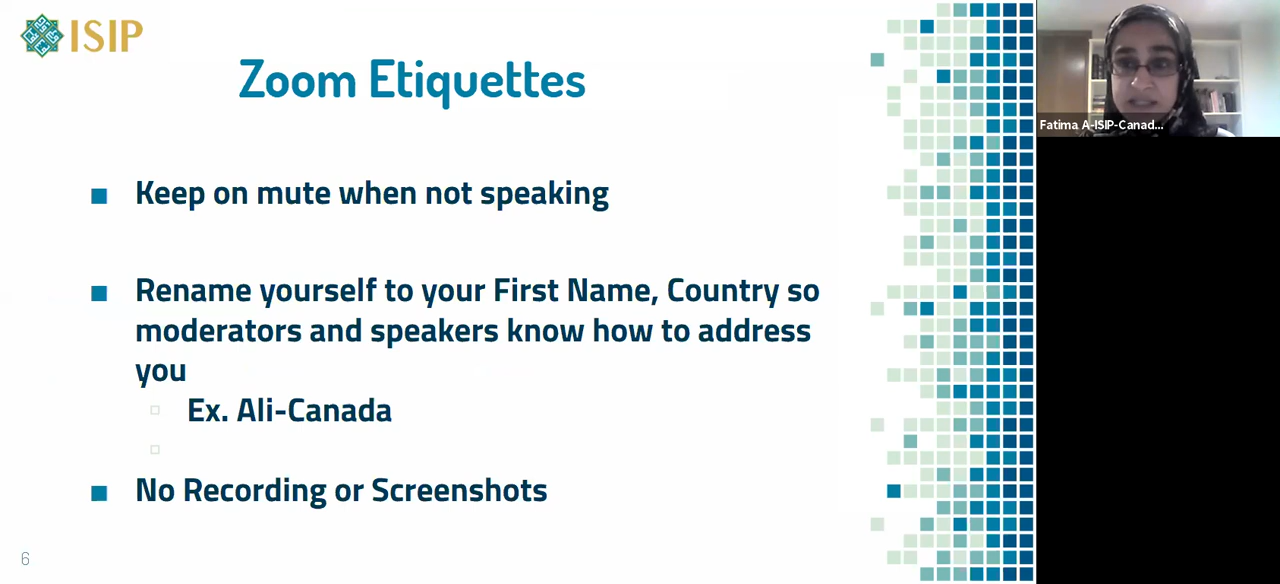 ISIP
Zoom Etiquettes
Keep on mute when not speaking
Rename yourself to your First Name, Country so
moderators and speakers know how to address
you
Ex. Ali-Canada
No Recording or Screenshots
6
Fatima A-ISIP-Canad...